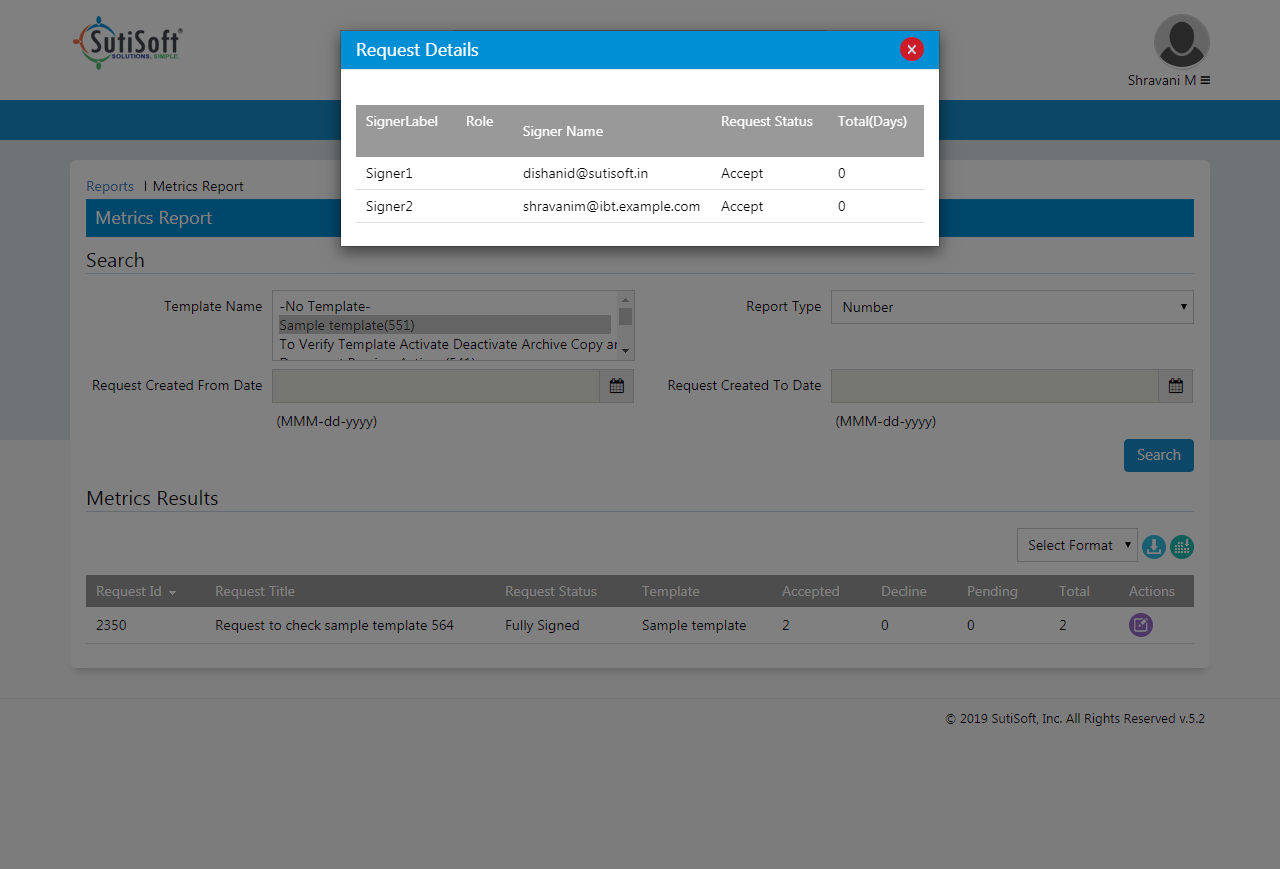 SutiSoft®
SOLUTIONS. SIMPLE.
Shravani M
Request Details
SignerLabel Role Signer Name Request Status Total(Days)
Signer1 dishanid@sutisoft.in Accept 0
Signer2 shravanim@ibt.example.com Accept 0
Reports | Metrics Report
Metrics Report
Search
Template Name
-No Template-
Sample template(551)
To Verify Template Activate Deactivate Archive Copy ar
Report Type Number
Request Created From Date
(MMM-dd-yyyy)
Request Created To Date
(MMM-dd-yyyy)
Search
Metrics Results
Select Format
Request Id Request Title Request Status Template Accepted Decline Pending Total Actions
2350 Request to check sample template 564 Fully Signed Sample template 2 0 0 2
© 2019 SutiSoft, Inc. All Rights Reserved v.5.2